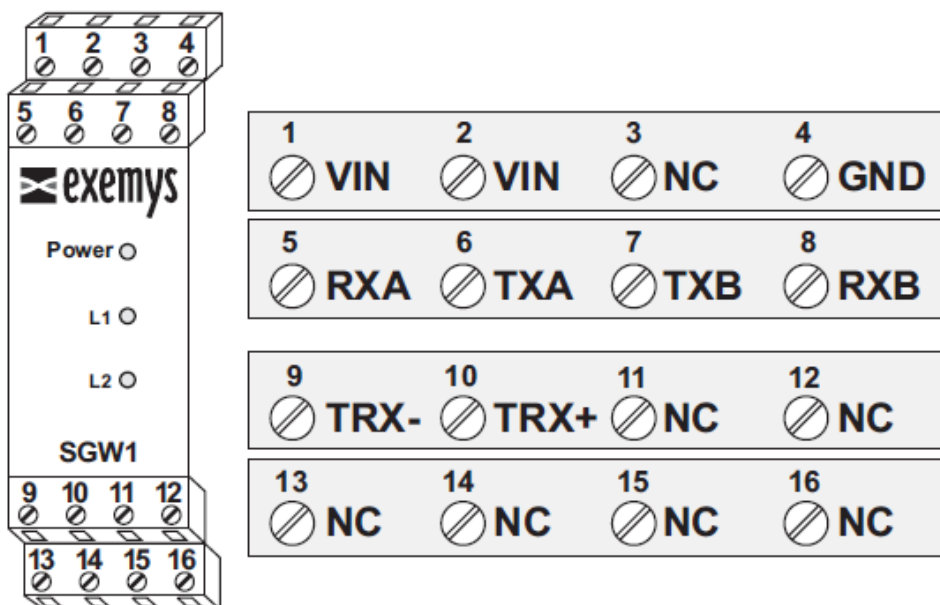 1 2 3 4
5 6 7 8
exemys
Power
L1
L2
SGW1
9 10 11 12
13 14 15 16
1 2 3 4
VIN VIN NC GND
5 6 7 8
RXA TXA TXB RXB
9 10 11 12
TRX- TRX+ NC NC
13 14 15 16
NC NC NC NC